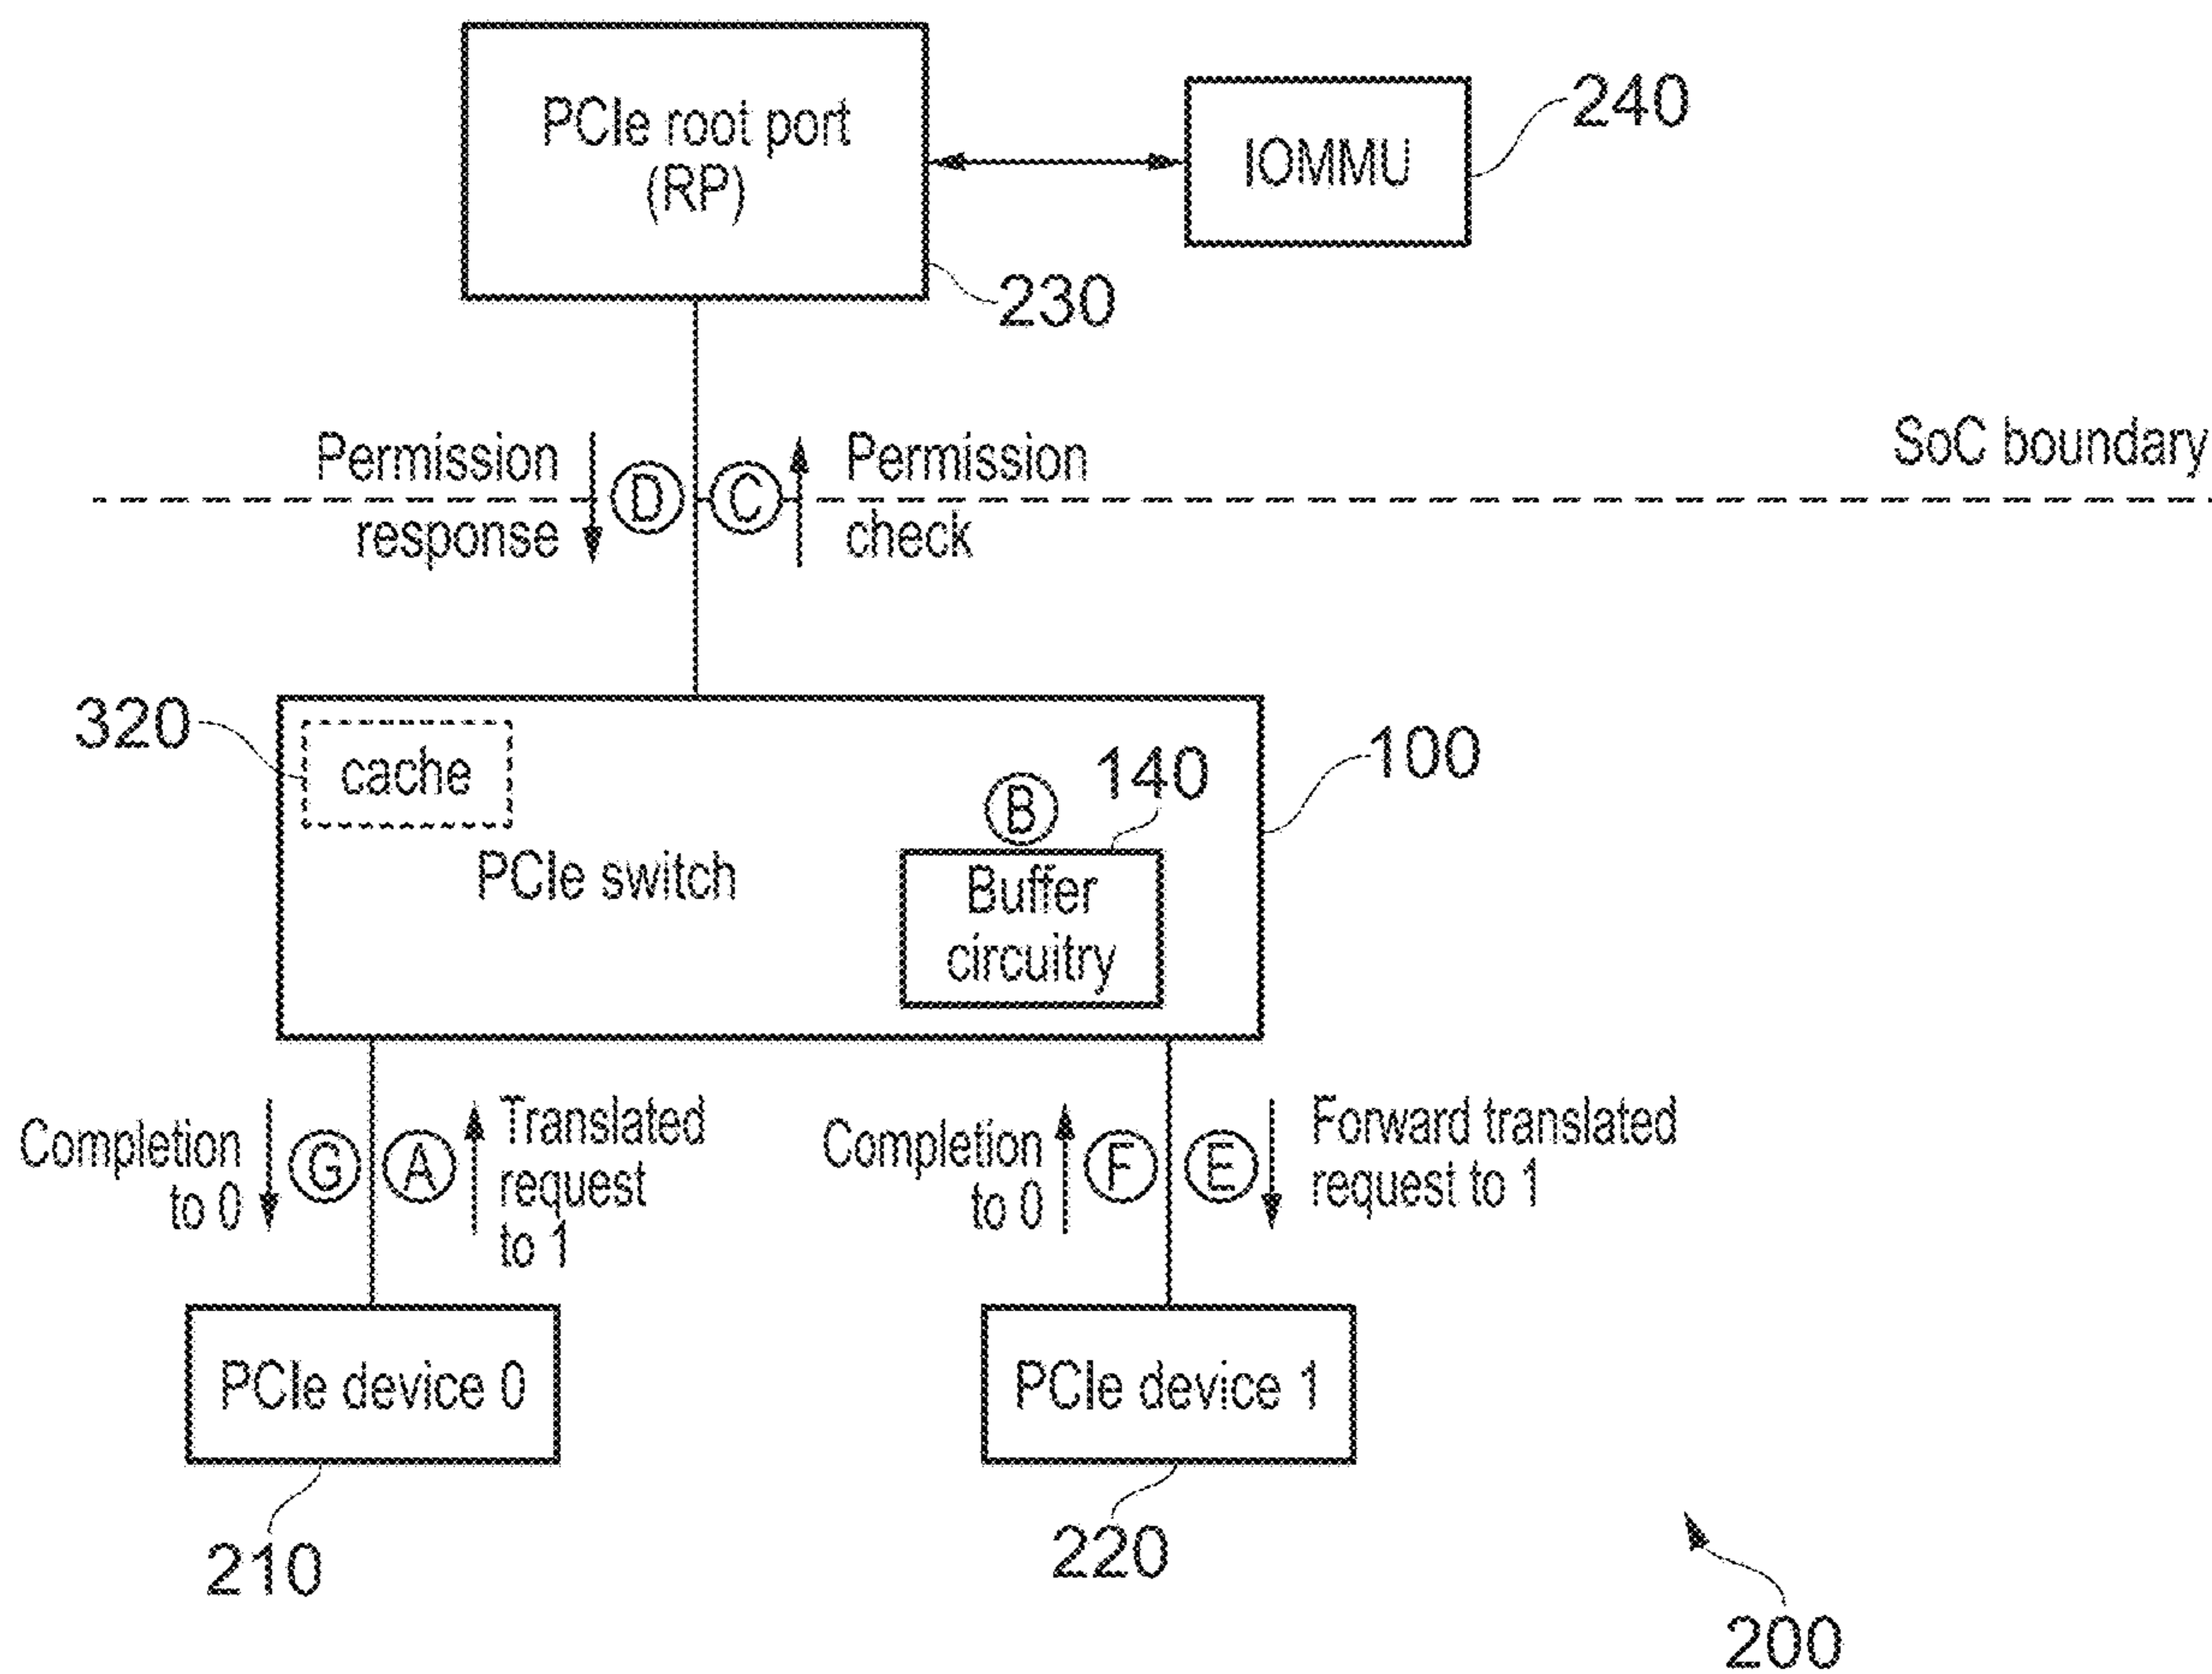 PCIe root port
(RP)
IOMMU
240
230
SoC boundary
Permission
response
D
C
Permission
check
320
cache
PCIe switch
B
140
100
Buffer
circuitry
Completion
to 0
G
A
Translated
request
to 1
Completion
to 0
F
E
Forward translated
request to 1
PCIe device 0
PCIe device 1
210
220
200